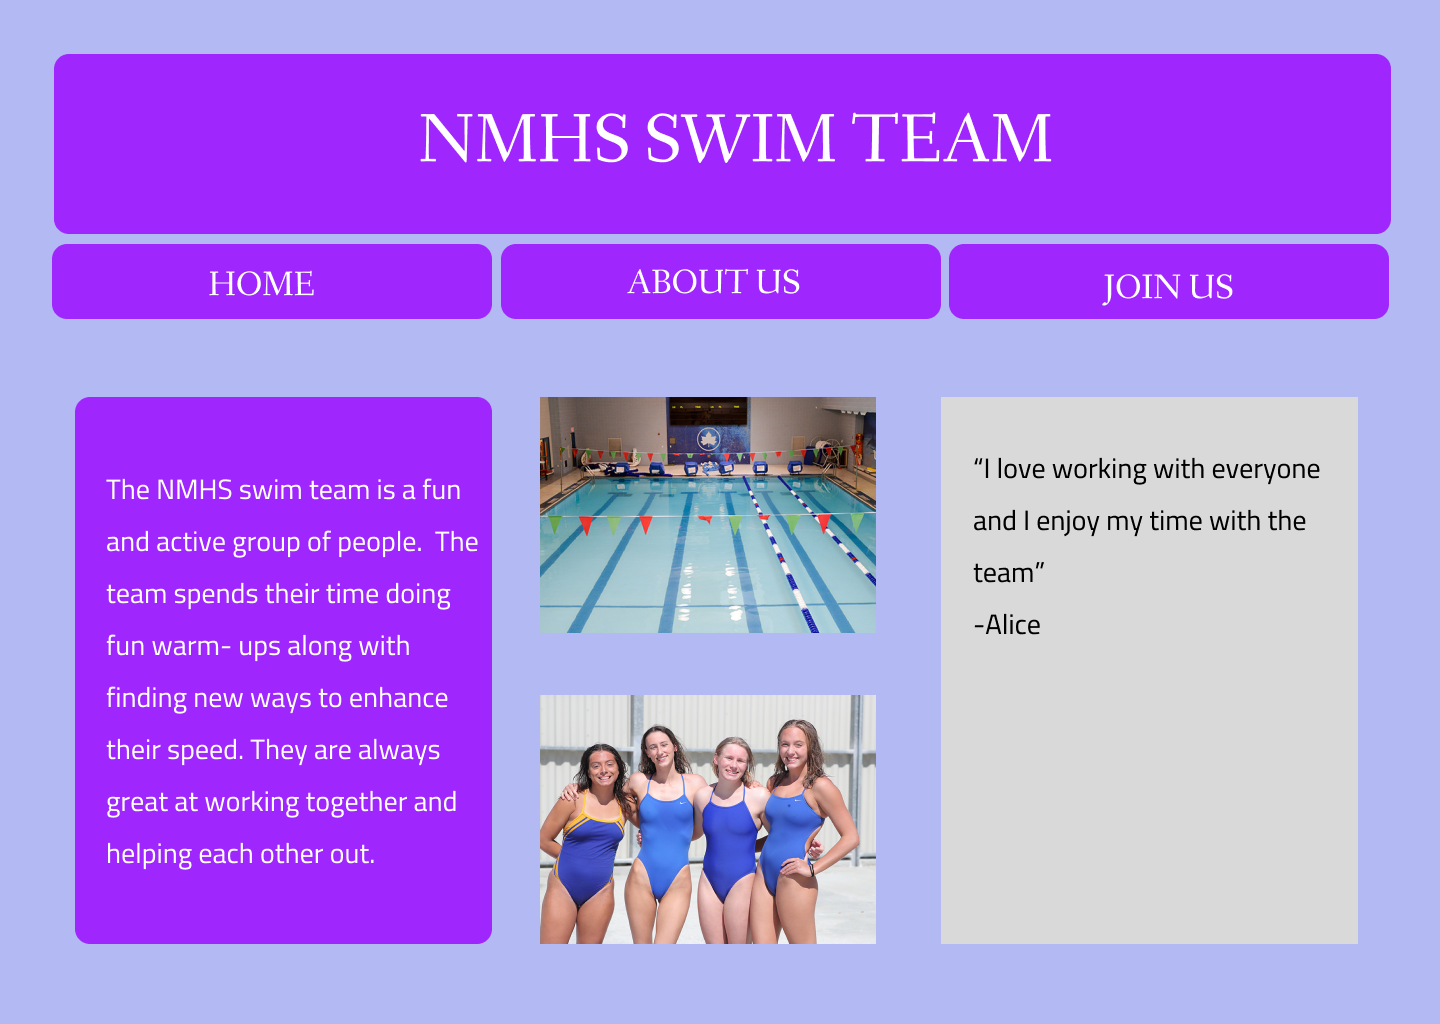 NMHS SWIM TEAM
HOME
ABOUT US
JOIN US
The NMHS swim team is a fun
and active group of people.  The
team spends their time doing
fun warm- ups along with
finding new ways to enhance
their speed. They are always
great at working together and
helping each other out.
“I love working with everyone
and I enjoy my time with the
team”
-Alice